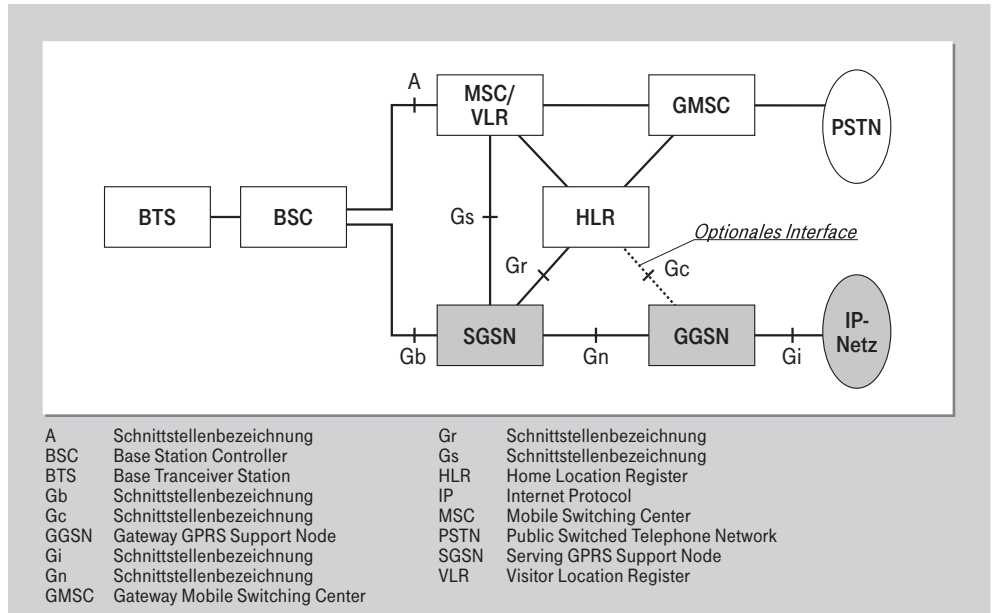 A
MSC/
VLR
GMSC
PSTN
BTS
BSC
Gs
HLR
Optionales Interface
Gr
Gc
SGSN
GGSN
IP-
Netz
Gb
Gn
Gi
A Schnittstellenbezeichnung
BSC Base Station Controller
BTS Base Tranceiver Station
Gb Schnittstellenbezeichnung
Gc Schnittstellenbezeichnung
GGSN Gateway GPRS Support Node
Gi Schnittstellenbezeichnung
Gn Schnittstellenbezeichnung
GMSC Gateway Mobile Switching Center
Gr Schnittstellenbezeichnung
Gs Schnittstellenbezeichnung
HLR Home Location Register
IP Internet Protocol
MSC Mobile Switching Center
PSTN Public Switched Telephone Network
SGSN Serving GPRS Support Node
VLR Visitor Location Register